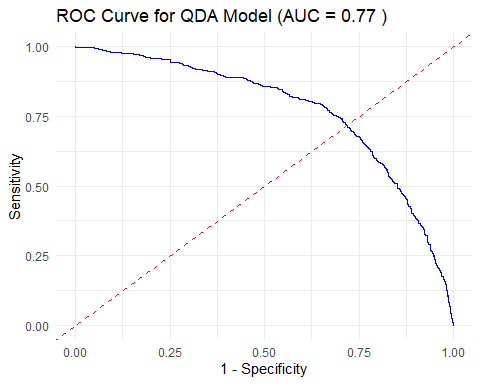 ROC Curve for QDA Model (AUC = 0.77 )
1.00
0.75
0.50
0.25
0.00
Sensitivity
0.00 0.25 0.50 0.75 1.00
1 - Specificity